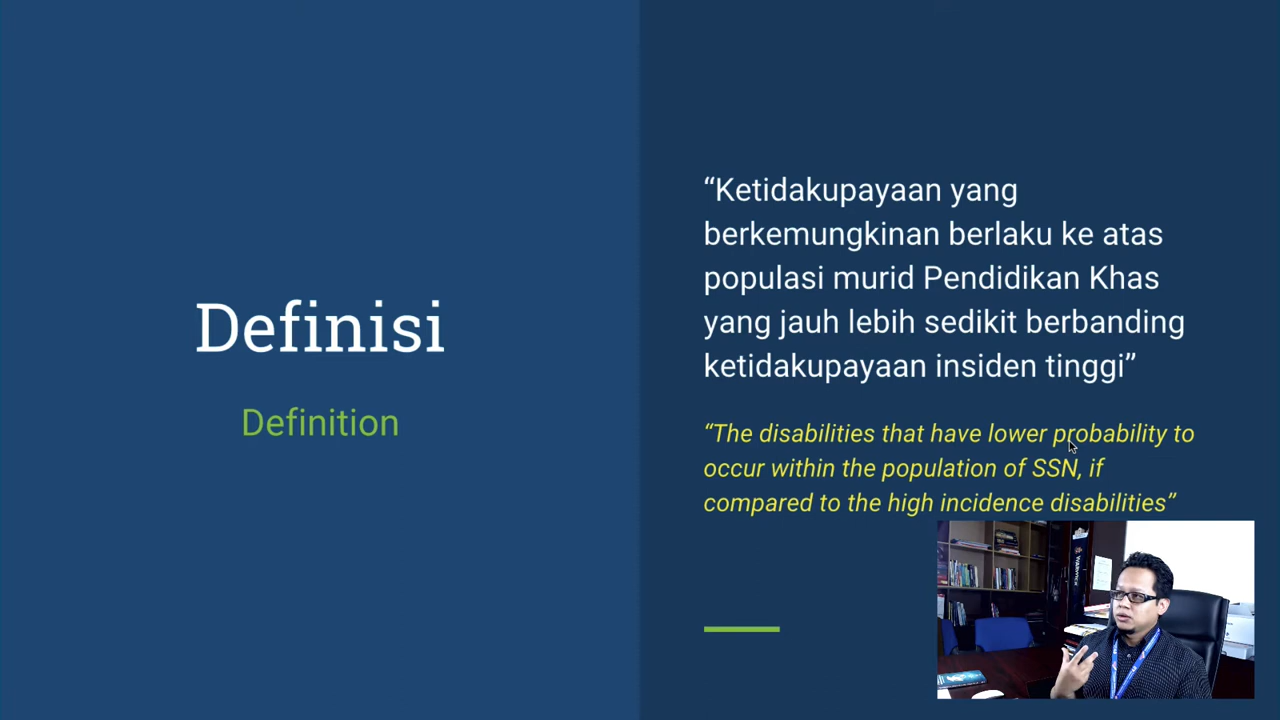 Definisi
Definition
“Ketidakupayaan yang
berkemungkinan berlaku ke atas
populasi murid Pendidikan Khas
yang jauh lebih sedikit berbanding
ketidakupayaan insiden tinggi”
“The disabilities that have lower probability to
occur within the population of SSN, if
compared to the high incidence disabilities”